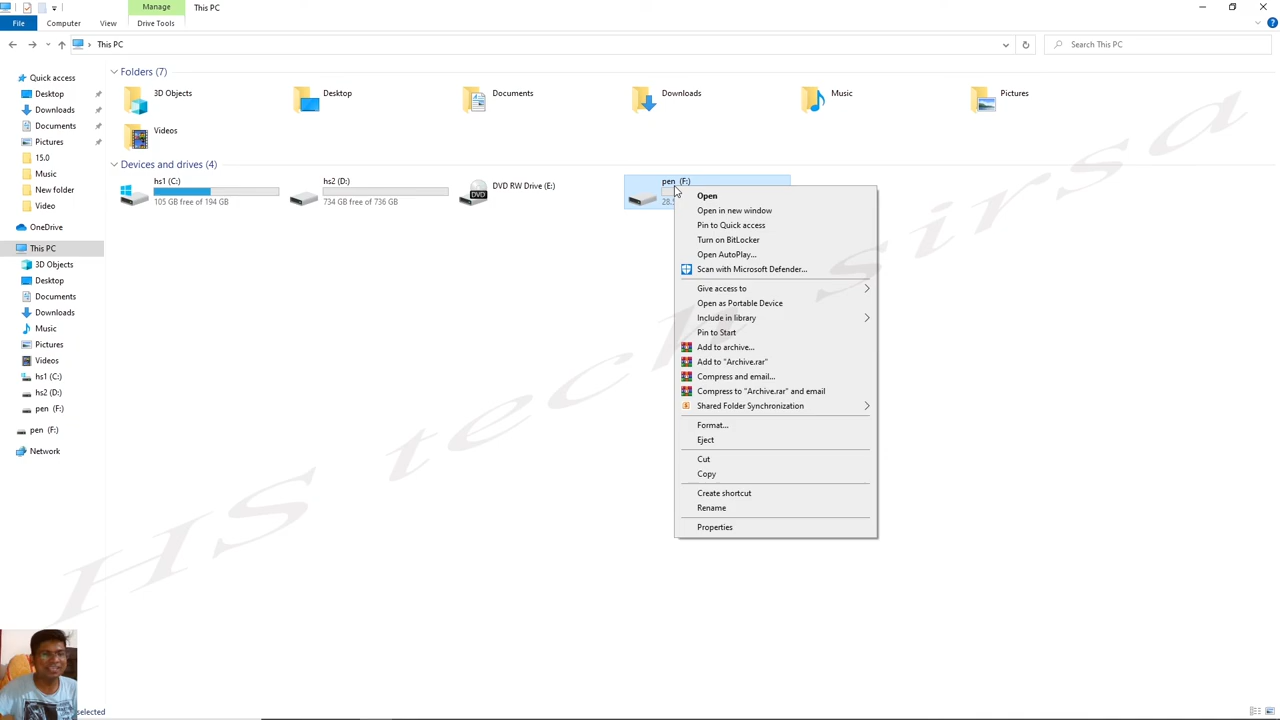 Manage
This PC
File
Computer
View
Drive Tools
This PC
Search This PC
Quick access
Desktop
Downloads
Documents
Pictures
15.0
Music
New folder
Video
OneDrive
This PC
3D Objects
Desktop
Documents
Downloads
Music
Pictures
Videos
hs1 (C:)
hs2 (D:)
pen (F:)
pen (F:)
Network
selected
Folders (7)
3D Objects
Desktop
Documents
Downloads
Music
Pictures
Videos
Devices and drives (4)
hs1 (C:)
105 GB free of 194 GB
hs2 (D:)
734 GB free of 736 GB
DVD RW Drive (E:)
DVD
pen (F:)
Open
Open in new window
Pin to Quick access
Turn on BitLocker
Open AutoPlay...
Scan with Microsoft Defender...
Give access to
Open as Portable Device
Include in library
Pin to Start
Add to archive...
Add to "Archive.rar"
Compress and email...
Compress to "Archive.rar" and email
Shared Folder Synchronization
Format...
Eject
Cut
Copy
Create shortcut
Rename
Properties
HS tech sirsa